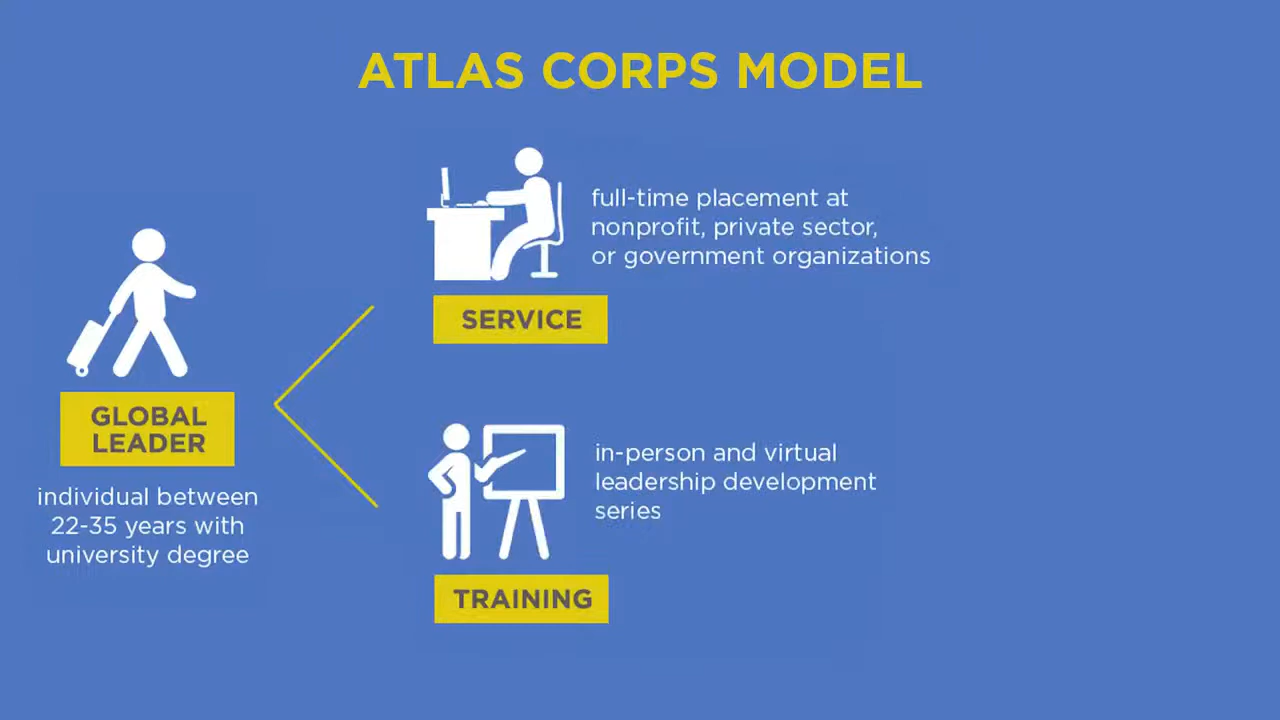 ATLAS CORPS MODEL
full-time placement at
nonprofit, private sector,
or government organizations
SERVICE
GLOBAL
LEADER
individual between
22-35 years with
university degree
in-person and virtual
leadership development
series
TRAINING